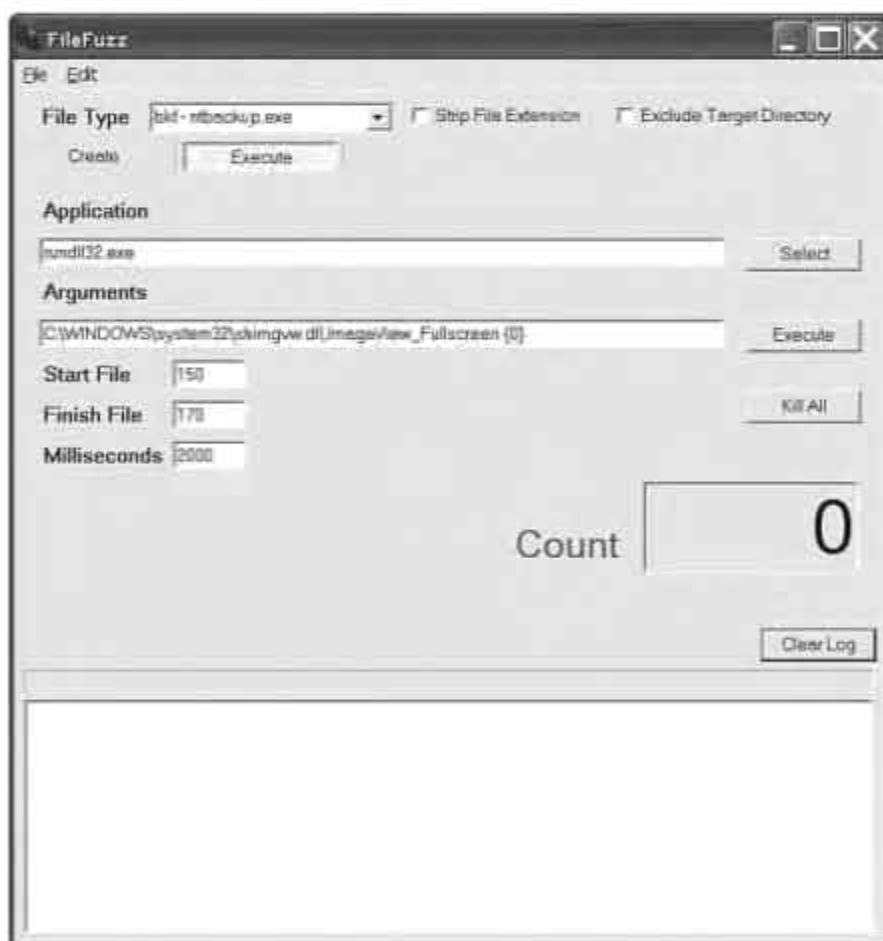 FileFuzz
File Edit
File Type bkf - ntbackup.exe Strip File Extension Exclude Target Directory
Create Execute
Application
rundll32.exe Select
Arguments
C:\WINDOWS\system32\shimgvw.dll,ImageView_Fullscreen {0} Execute
Start File 150
Finish File 170 Kill All
Milliseconds 2000
Count 0
Clear Log